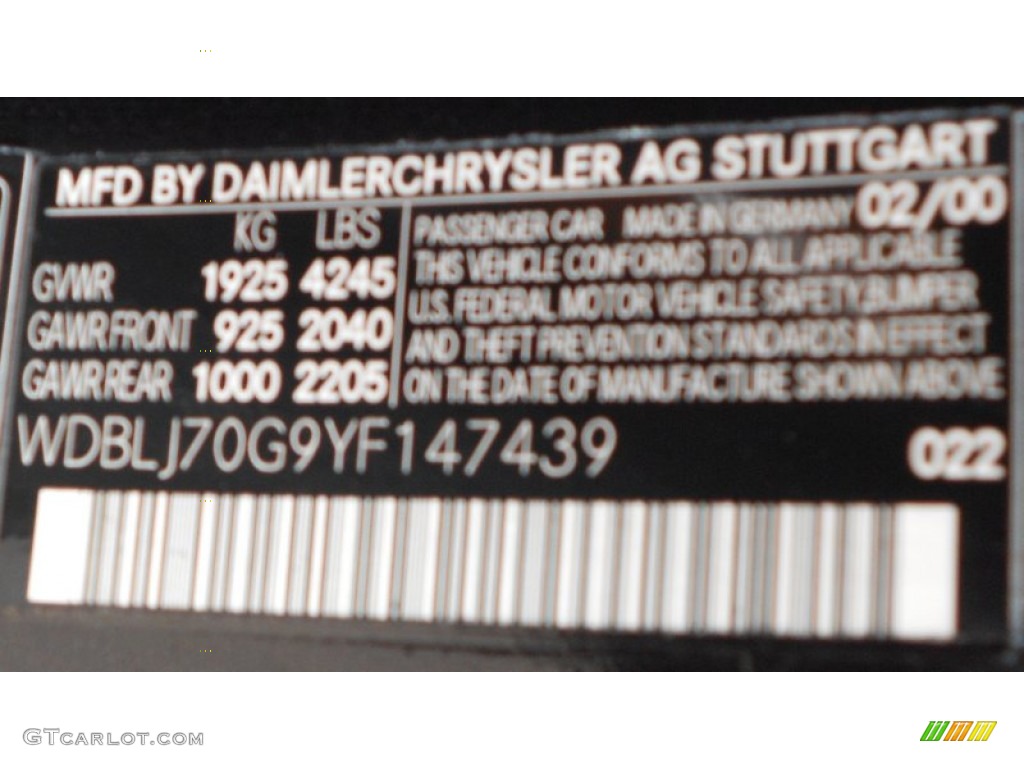 MFD BY DAIMLERCHRYSLER AG STUTTGART
KG LBS
GVWR 1925 4245
GAWR FRONT 925 2040
GAWR REAR 1000 2205
PASSENGER CAR MADE IN GERMANY 02/00
THIS VEHICLE CONFORMS TO ALL APPLICABLE
U.S. FEDERAL MOTOR VEHICLE SAFETY, BUMPER
AND THEFT PREVENTION STANDARDS IN EFFECT
ON THE DATE OF MANUFACTURE SHOWN ABOVE
WDBLJ70G9YF147439 022
GTCARLOT.COM